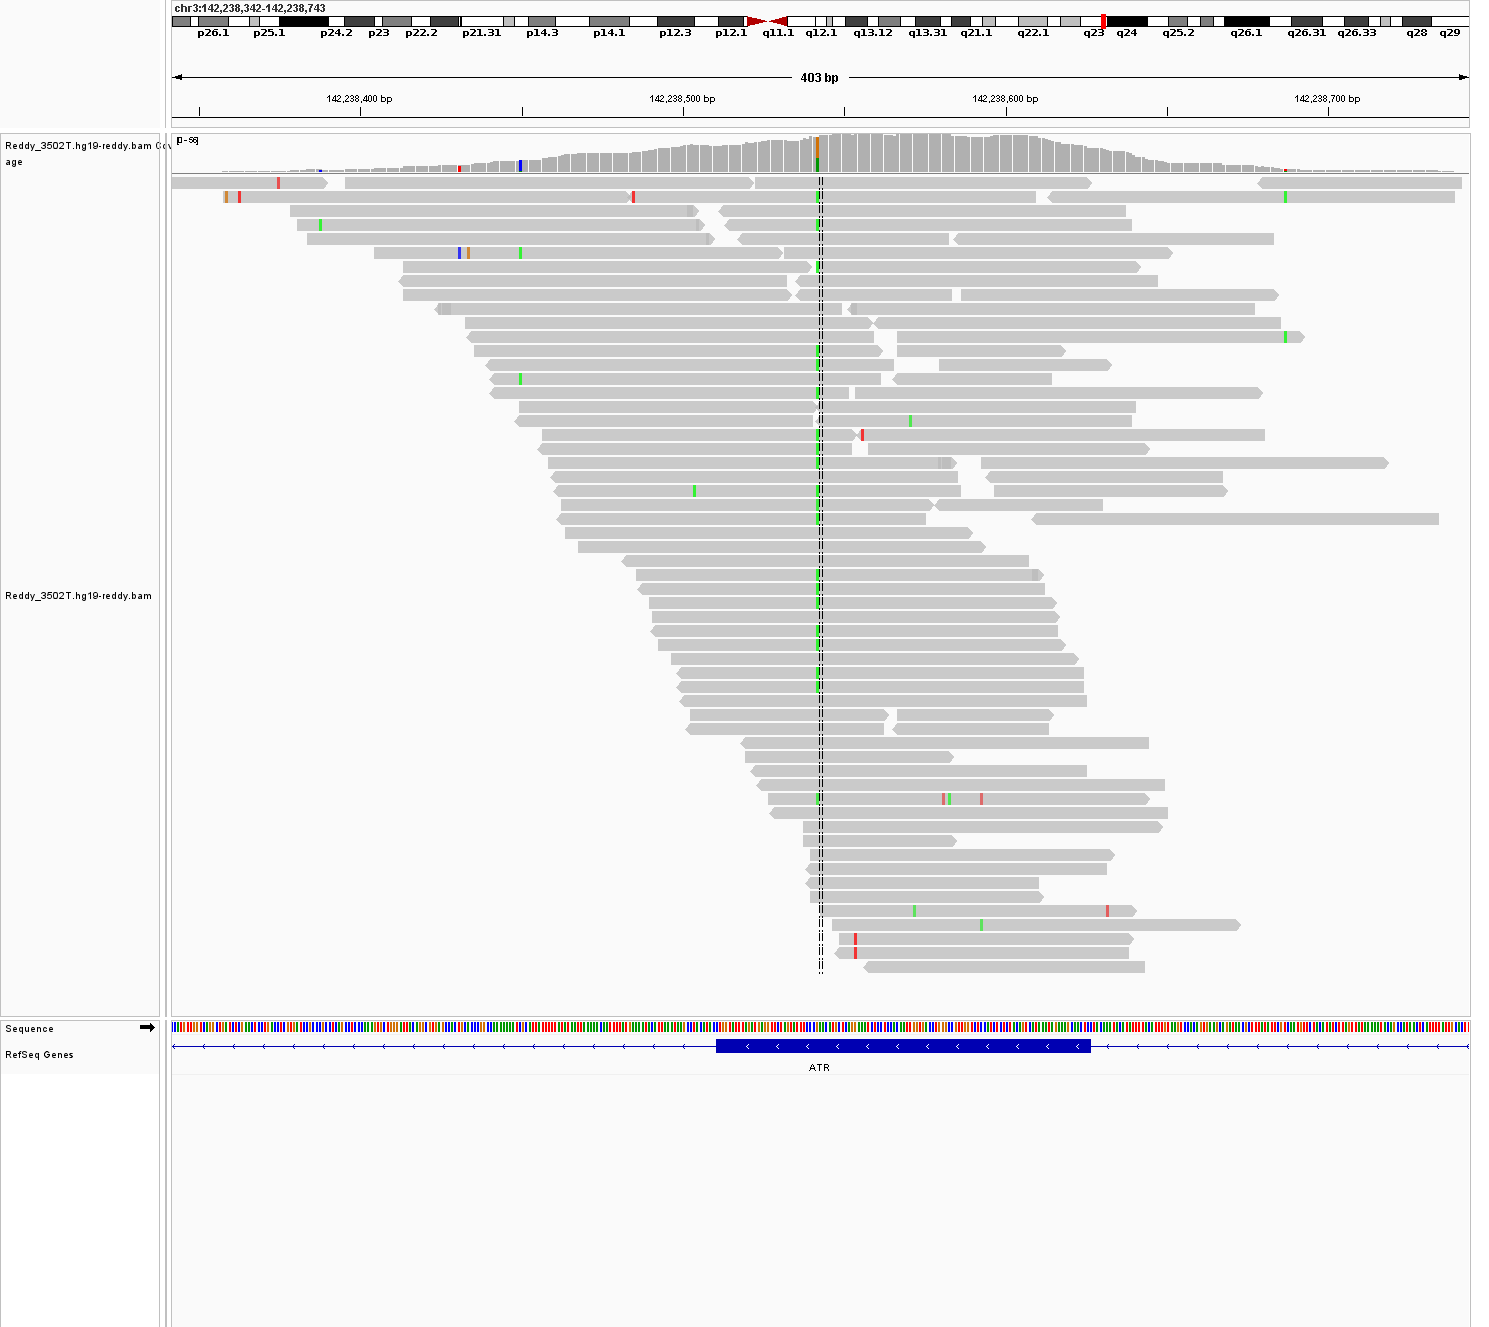 chr3:142,238,342-142,238,743
p26.1 p25.1 p24.2 p23 p22.2 p21.31 p14.3 p14.1 p12.3 p12.1 q11.1 q12.1 q13.12 q13.31 q21.1 q22.1 q23 q24 q25.2 q26.1 q26.31 q26.33 q28 q29
403 bp
142,238,400 bp 142,238,500 bp 142,238,600 bp 142,238,700 bp
Reddy_3502T.hg19-reddy.bam Cov
age
Reddy_3502T.hg19-reddy.bam
Sequence
RefSeq Genes
ATR